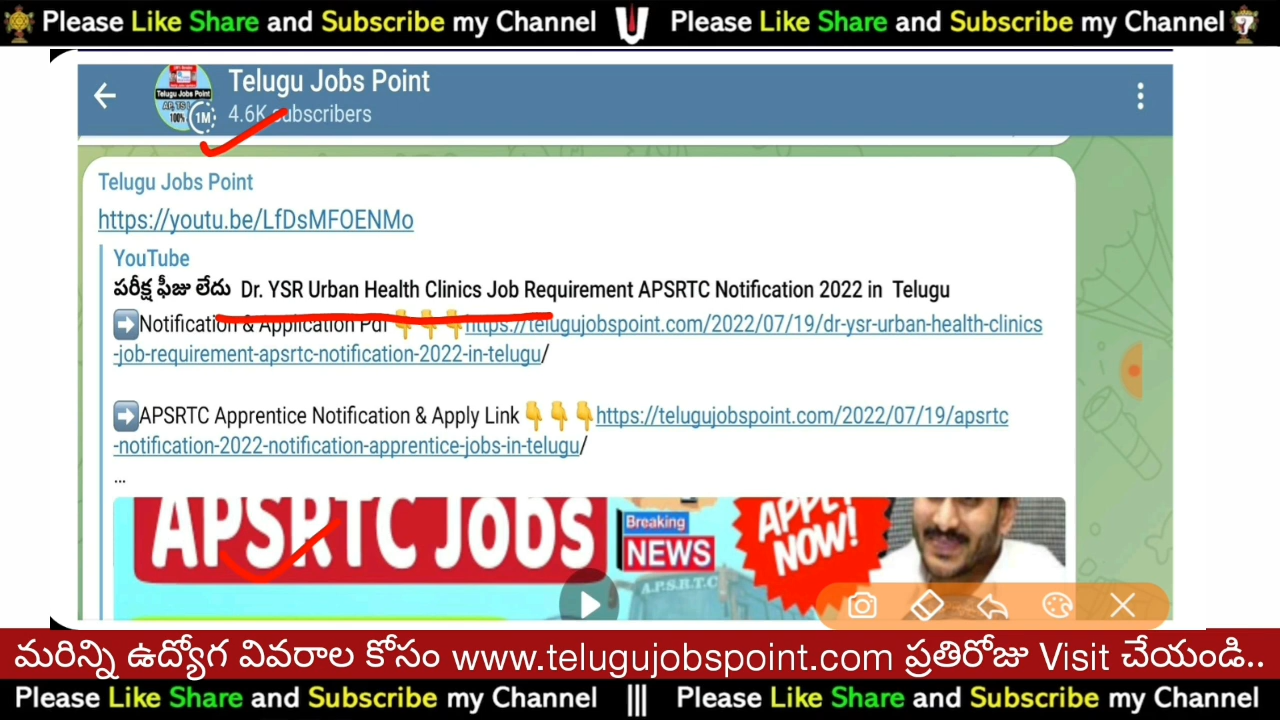 Please Like Share and Subscribe my Channel Please Like Share and Subscribe my Channel
Telugu Jobs Point
4.6K subscribers
Telugu Jobs Point
1M
100%
Telugu Jobs Point
https://youtu.be/LfDsMFOENMo
YouTube
పరీక్ష ఫీజు లేదు Dr. YSR Urban Health Clinics Job Requirement APSRTC Notification 2022 in Telugu
➡️Notification & Application Pdf 👇👇👇https://telugujobspoint.com/2022/07/19/dr-ysr-urban-health-clinics
-job-requirement-apsrtc-notification-2022-in-telugu/
➡️APSRTC Apprentice Notification & Apply Link 👇👇👇https://telugujobspoint.com/2022/07/19/apsrtc
-notification-2022-notification-apprentice-jobs-in-telugu/
...
APSRTC Jobs
Breaking
NEWS
APPLY
NOW!
A.P.S.R.T.C
మరిన్ని ఉద్యోగ వివరాల కోసం www.telugujobspoint.com ప్రతిరోజు Visit చేయండి..
Please Like Share and Subscribe my Channel ||| Please Like Share and Subscribe my Channel